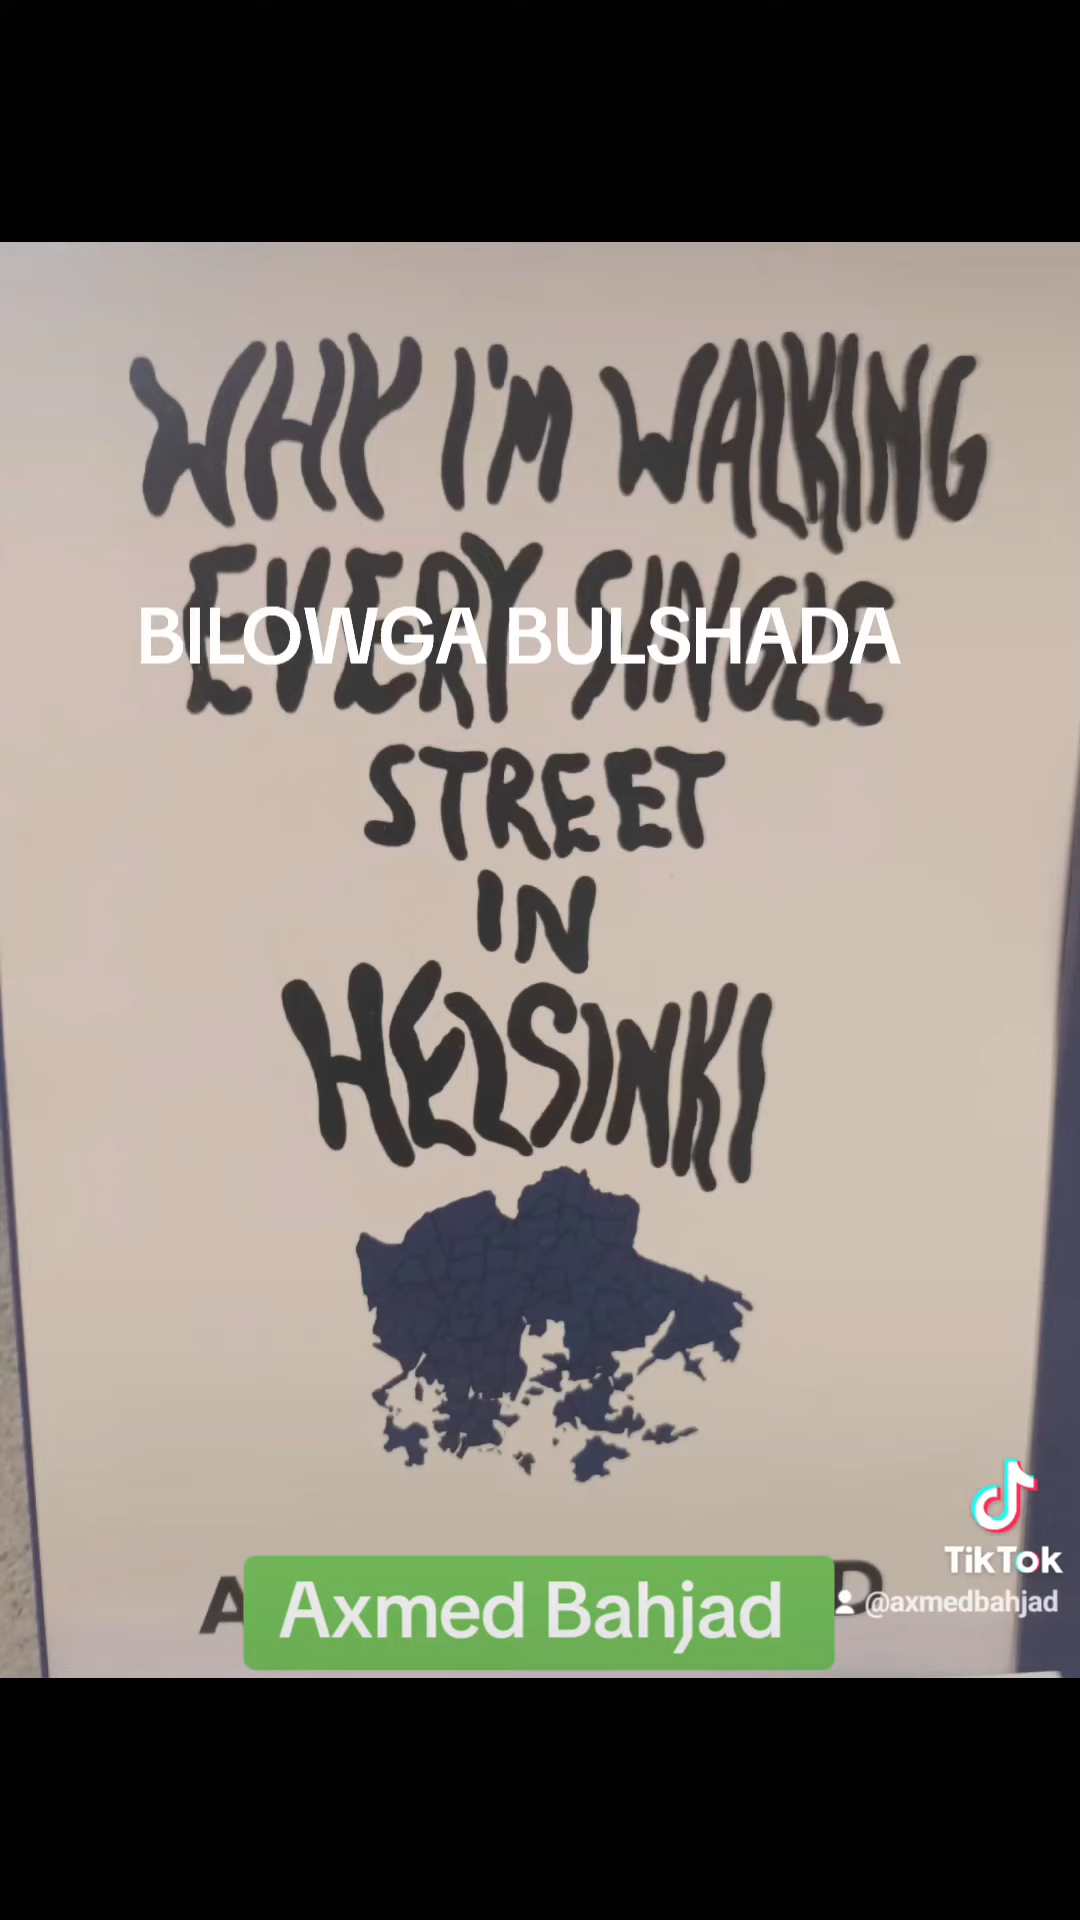 WHY I'M WALKING
EVERY SINGLE
BILOWGA BULSHADA
STREET
IN
HELSINKI
Axmed Bahjad
TikTok
@axmedbahjad